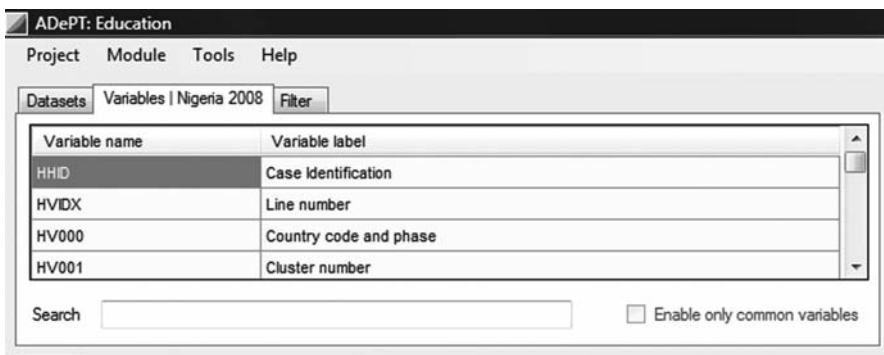 ADePT: Education
Project Module Tools Help
Datasets Variables | Nigeria 2008 Filter
Variable name Variable label
HHID Case Identification
HVIDX Line number
HV000 Country code and phase
HV001 Cluster number
Search Enable only common variables